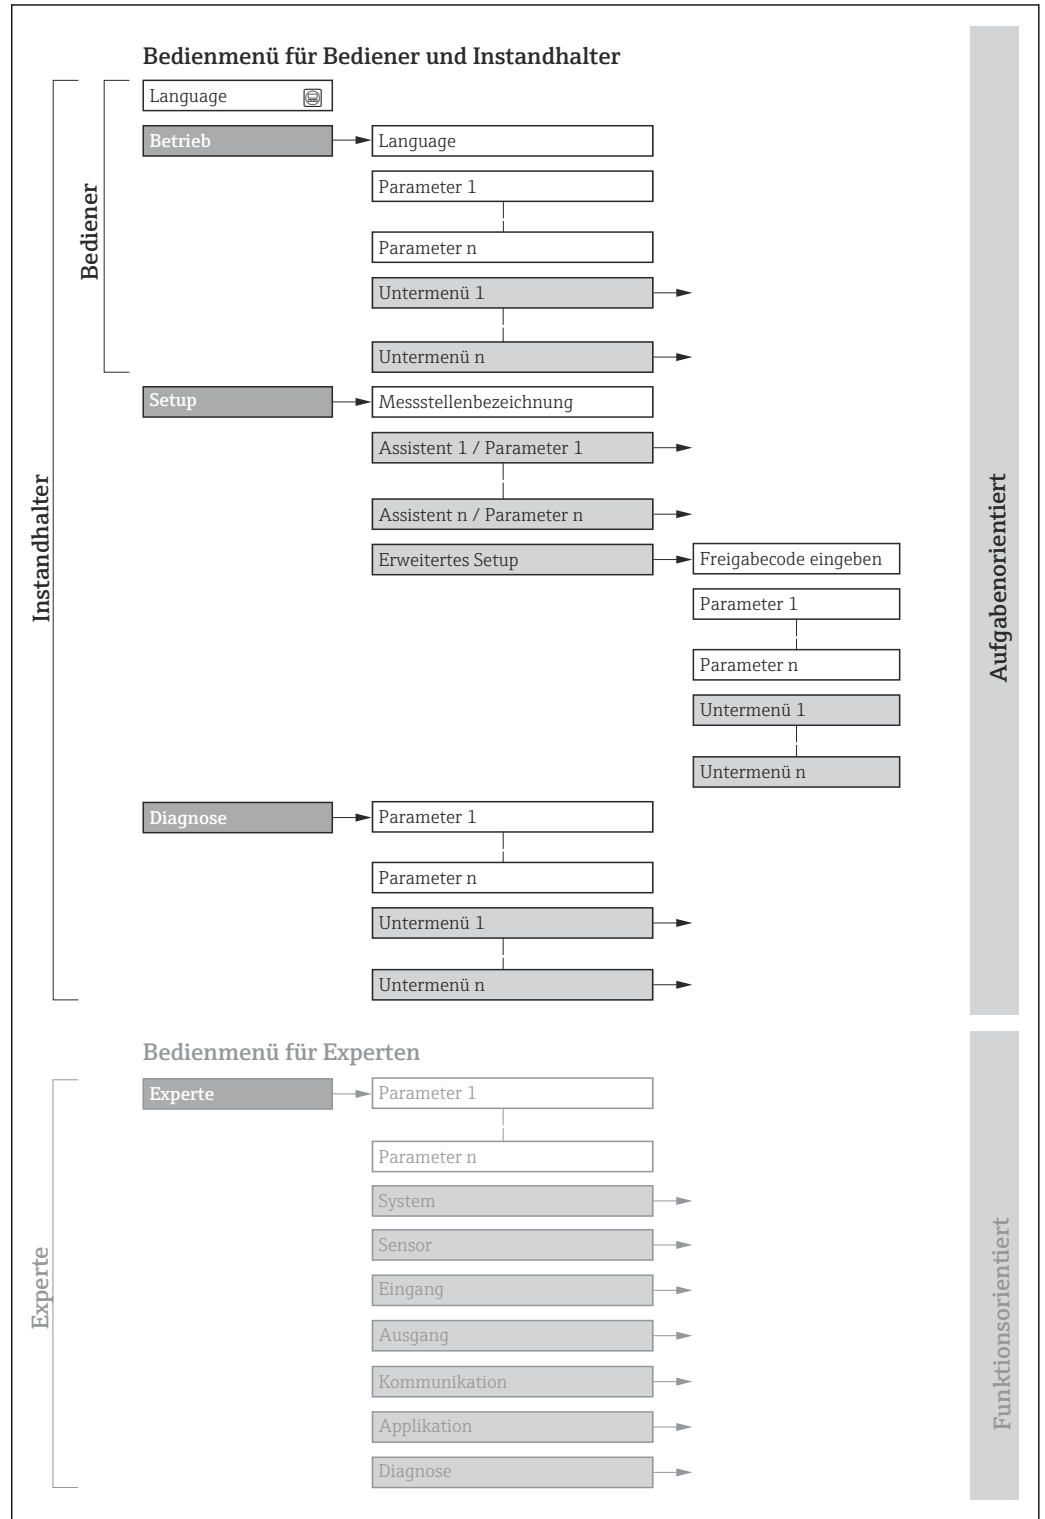 Bedienmenü für Bediener und Instandhalter
Instandhalter
Bediener
Language
Betrieb
Language
Parameter 1
Parameter n
Untermenü 1
Untermenü n
Setup
Messstellenbezeichnung
Assistent 1 / Parameter 1
Assistent n / Parameter n
Erweitertes Setup
Freigabecode eingeben
Parameter 1
Parameter n
Untermenü 1
Untermenü n
Diagnose
Parameter 1
Parameter n
Untermenü 1
Untermenü n
Aufgabenorientiert
Bedienmenü für Experten
Experte
Experte
Parameter 1
Parameter n
System
Sensor
Eingang
Ausgang
Kommunikation
Applikation
Diagnose
Funktionsorientiert